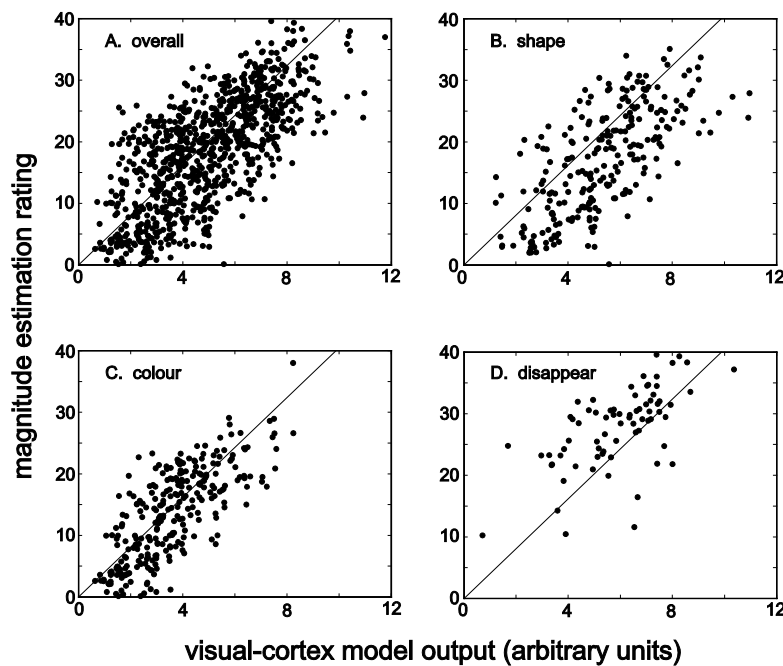 A. overall
40
30
20
10
0
0 4 8 12
B. shape
40
30
20
10
0
0 4 8 12
C. colour
40
30
20
10
0
0 4 8 12
D. disappear
40
30
20
10
0
0 4 8 12
magnitude estimation rating
visual-cortex model output (arbitrary units)